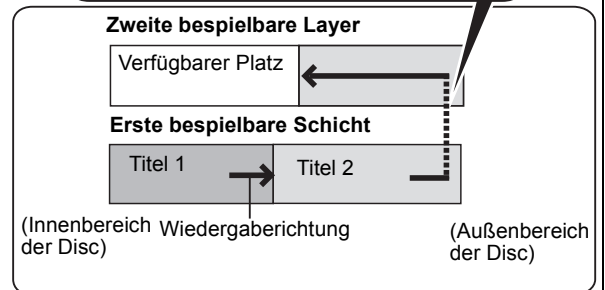 Zweite bespielbare Layer
Verfügbarer Platz
Erste bespielbare Schicht
Titel 1
Titel 2
(Innenbereich
der Disc)
Wiedergaberichtung
(Außenbereich
der Disc)